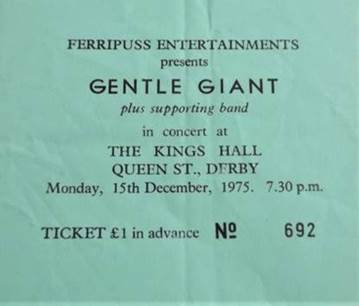 FERRIPUSS ENTERTAINMENTS
presents
GENTLE GIANT
plus supporting band
in concert at
THE KINGS HALL
QUEEN ST., DERBY
Monday, 15th December, 1975. 7.30 p.m.
TICKET £1 in advance Nº 692